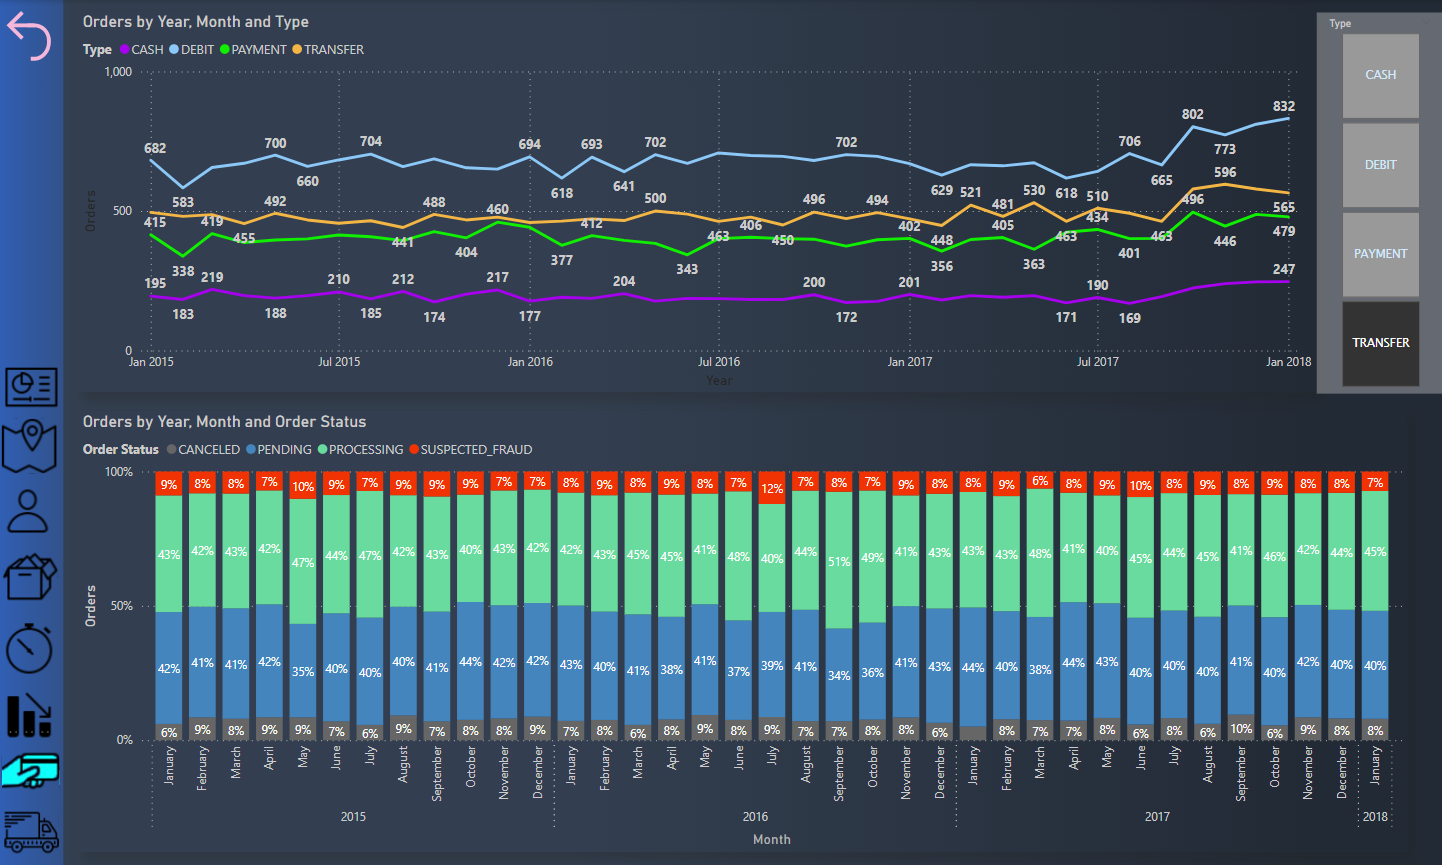 Orders by Year, Month and Type
Type CASH DEBIT PAYMENT TRANSFER
1,000
500
0
Orders
682 583 700 660 704 694 618 693 641 702 702 629 618 706 665 802 773 832
415 492 488 460 500 496 494 521 481 530 510 463 596 565
338 419 455 441 404 377 412 343 463 406 450 402 448 356 405 363 463 434 401 496 446 479
195 183 219 188 210 185 212 174 217 177 204 200 172 201 171 190 169 247
Jan 2015 Jul 2015 Jan 2016 Jul 2016 Jan 2017 Jul 2017 Jan 2018
Year
Type
CASH
DEBIT
PAYMENT
TRANSFER
Orders by Year, Month and Order Status
Order Status CANCELED PENDING PROCESSING SUSPECTED_FRAUD
100%
50%
0%
Orders
9% 8% 8% 7% 10% 9% 7% 9% 9% 9% 7% 7% 8% 9% 8% 9% 8% 7% 12% 7% 8% 7% 9% 8% 8% 9% 6% 8% 9% 10% 8% 9% 8% 9% 8% 8% 7%
43% 42% 43% 42% 47% 44% 47% 42% 43% 40% 43% 42% 42% 43% 45% 45% 41% 48% 40% 44% 51% 49% 41% 43% 43% 43% 48% 41% 40% 45% 44% 45% 41% 46% 42% 44% 45%
42% 41% 41% 42% 35% 40% 40% 40% 41% 44% 42% 42% 43% 40% 41% 38% 41% 37% 39% 41% 34% 36% 41% 43% 44% 40% 38% 44% 43% 40% 40% 40% 41% 40% 42% 40% 40%
6% 9% 8% 9% 9% 7% 6% 9% 7% 8% 8% 9% 7% 8% 6% 8% 9% 8% 9% 7% 7% 8% 8% 6% 8% 7% 7% 8% 6% 8% 6% 10% 6% 9% 8% 8%
January February March April May June July August September October November December January February March April May June July August September October November December January February March April May June July August September October November December January
2015 2016 2017 2018
Month